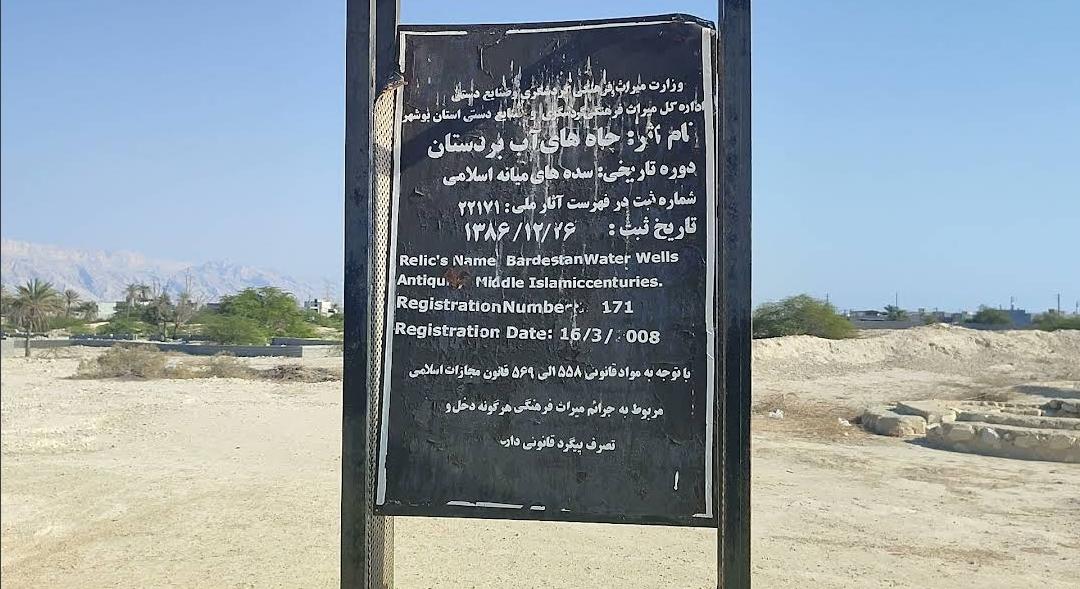 وزارت میراث فرهنگی گردشگری و صنایع دستی
اداره کل میراث فرهنگی گردشگری و صنایع دستی استان بوشهر
نام اثر: چاه های آب بردستان
دوره تاریخی: سده های میانه اسلامی
شماره ثبت در فهرست آثار ملی: ۲۲۱۷۱
تاریخ ثبت: ۱۳۸۶/۱۲/۲۶
Relic's Name BardestanWater Wells
Middle Islamiccenturies.
RegistrationNumber: 171
Registration Date: 16/3/ 008
با توجه به مواد قانونی ۵۵۸ الی ۵۶۹ قانون مجازات اسلامی
مربوط به جرائم میراث فرهنگی هرگونه دخل و
تصرف پیگرد قانونی دارد
!